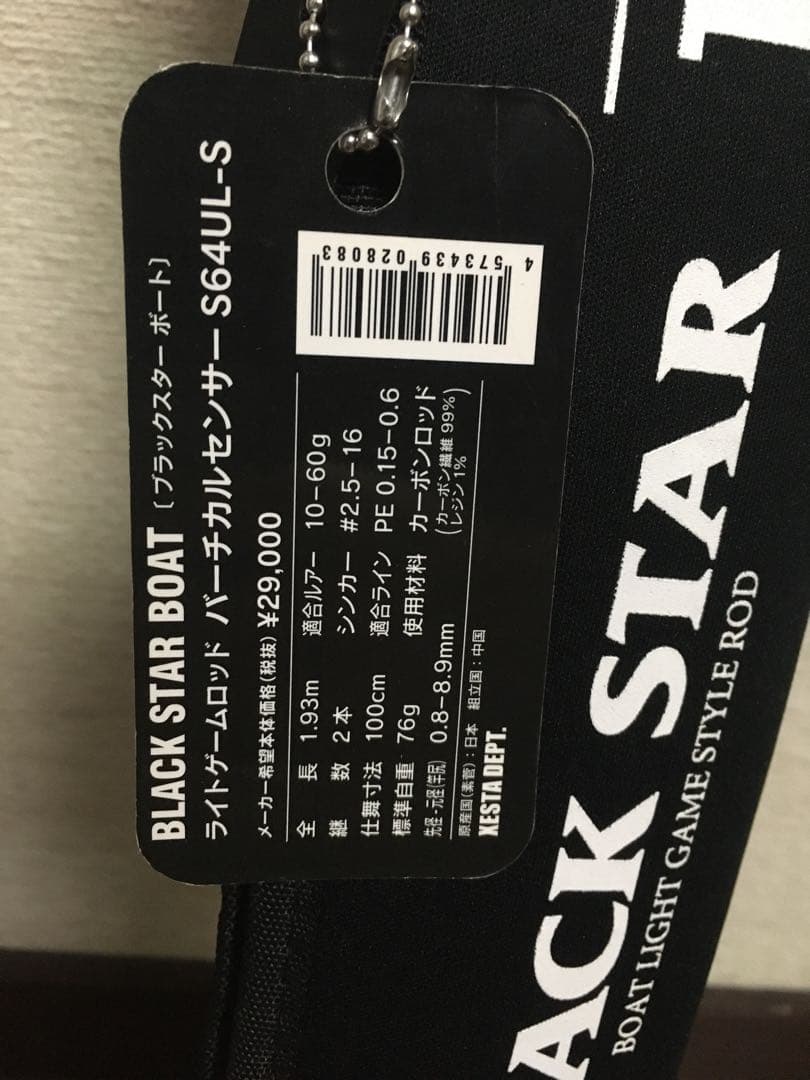 BLACK STAR BOAT〔ブラックスター ボート〕
ライトゲームロッド バーチカルセンサー S64UL-S
メーカー希望本体価格(税抜) ¥29,000
全長 1.93m 適合ルアー 10-60g
継数 2本 シンカー #2.5-16
仕舞寸法 100cm 適合ライン PE 0.15-0.6
標準自重 76g 使用材料 カーボンロッド
先径・元径(竿尻) 0.8-8.9mm (カーボン繊維 99%
レジン 1%)
原産国(素管):日本 組立国:中国
XESTA DEPT.
4 573439 028083
ACK STAR
BOAT LIGHT GAME STYLE ROD